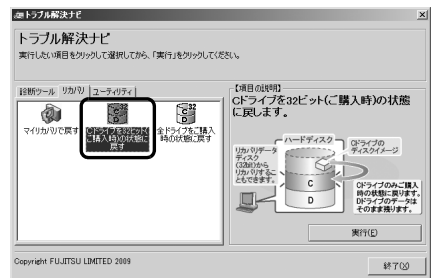 トラブル解決ナビ
トラブル解決ナビ
実行したい項目をクリックして選択してから、「実行」をクリックしてください。
診断ツール
リカバリ
ユーティリティ
マイリカバリで戻す
Cドライブを32ビット(ご購入時)の状態に戻す
32
全ドライブをご購入時の状態に戻す
【項目の説明】
Cドライブを32ビット(ご購入時)の状態
に戻します。
ハードディスク
Cドライブの
ディスクイメージ
リカバリデータ
ディスク
(32bit)から
リカバリするこ
ともできます。
C
D
Cドライブのみご購入
時の状態に戻ります。
Dドライブのデータは
そのまま残ります。
実行(E)
Copyright FUJITSU LIMITED 2009
終了(X)